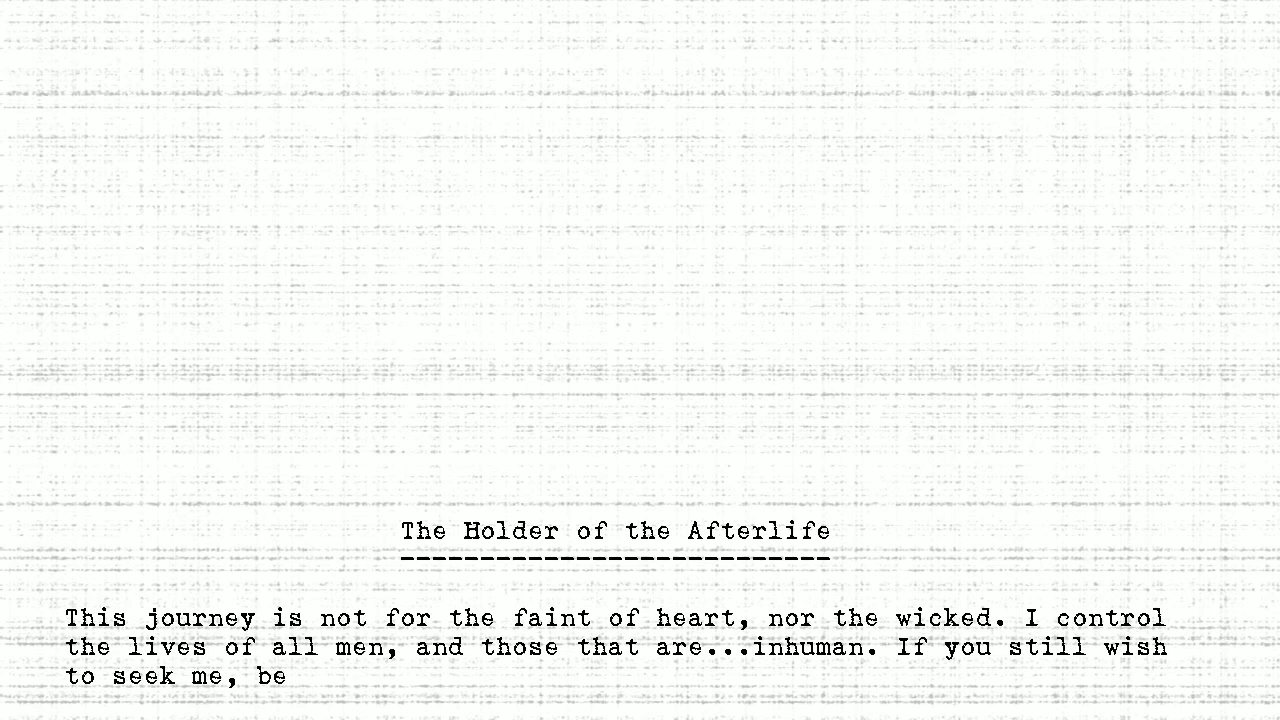 The Holder of the Afterlife
---------------------------
This journey is not for the faint of heart, nor the wicked. I control
the lives of all men, and those that are...inhuman. If you still wish
to seek me, be